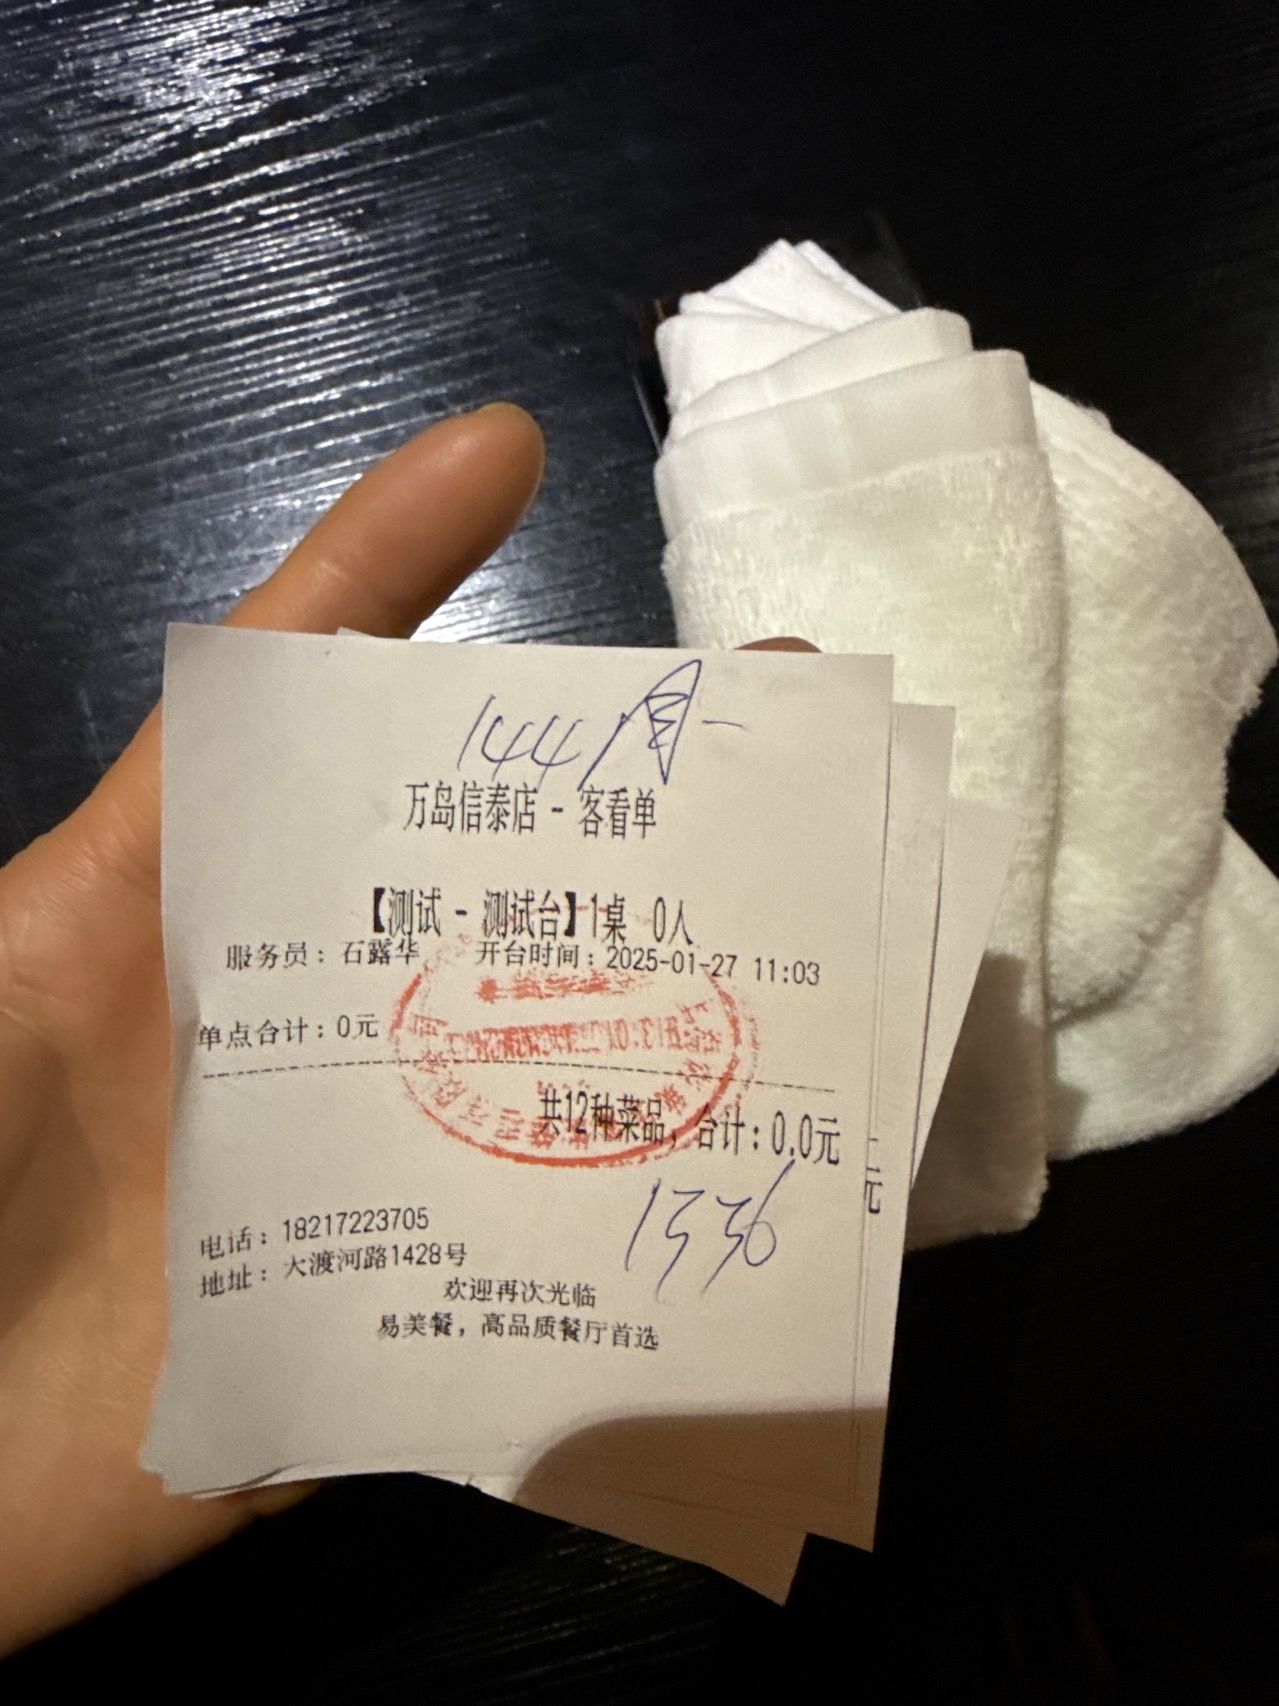 144
万岛信泰店 - 客看单
【测试 - 测试台】1桌 0人
服务员：石露华 开台时间：2025-01-27 11:03
单点合计：0元
共12种菜品，合计：0.0元
元
1336
电话：18217223705
地址：大渡河路1428号
欢迎再次光临
易美餐，高品质餐厅首选